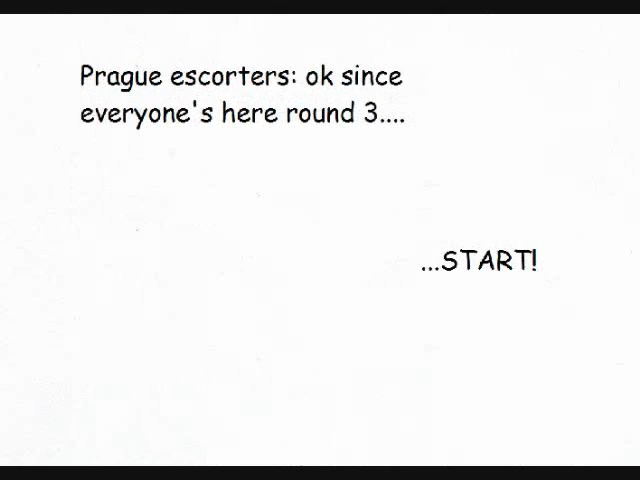 Prague escorters: ok since
everyone's here round 3....
...START!